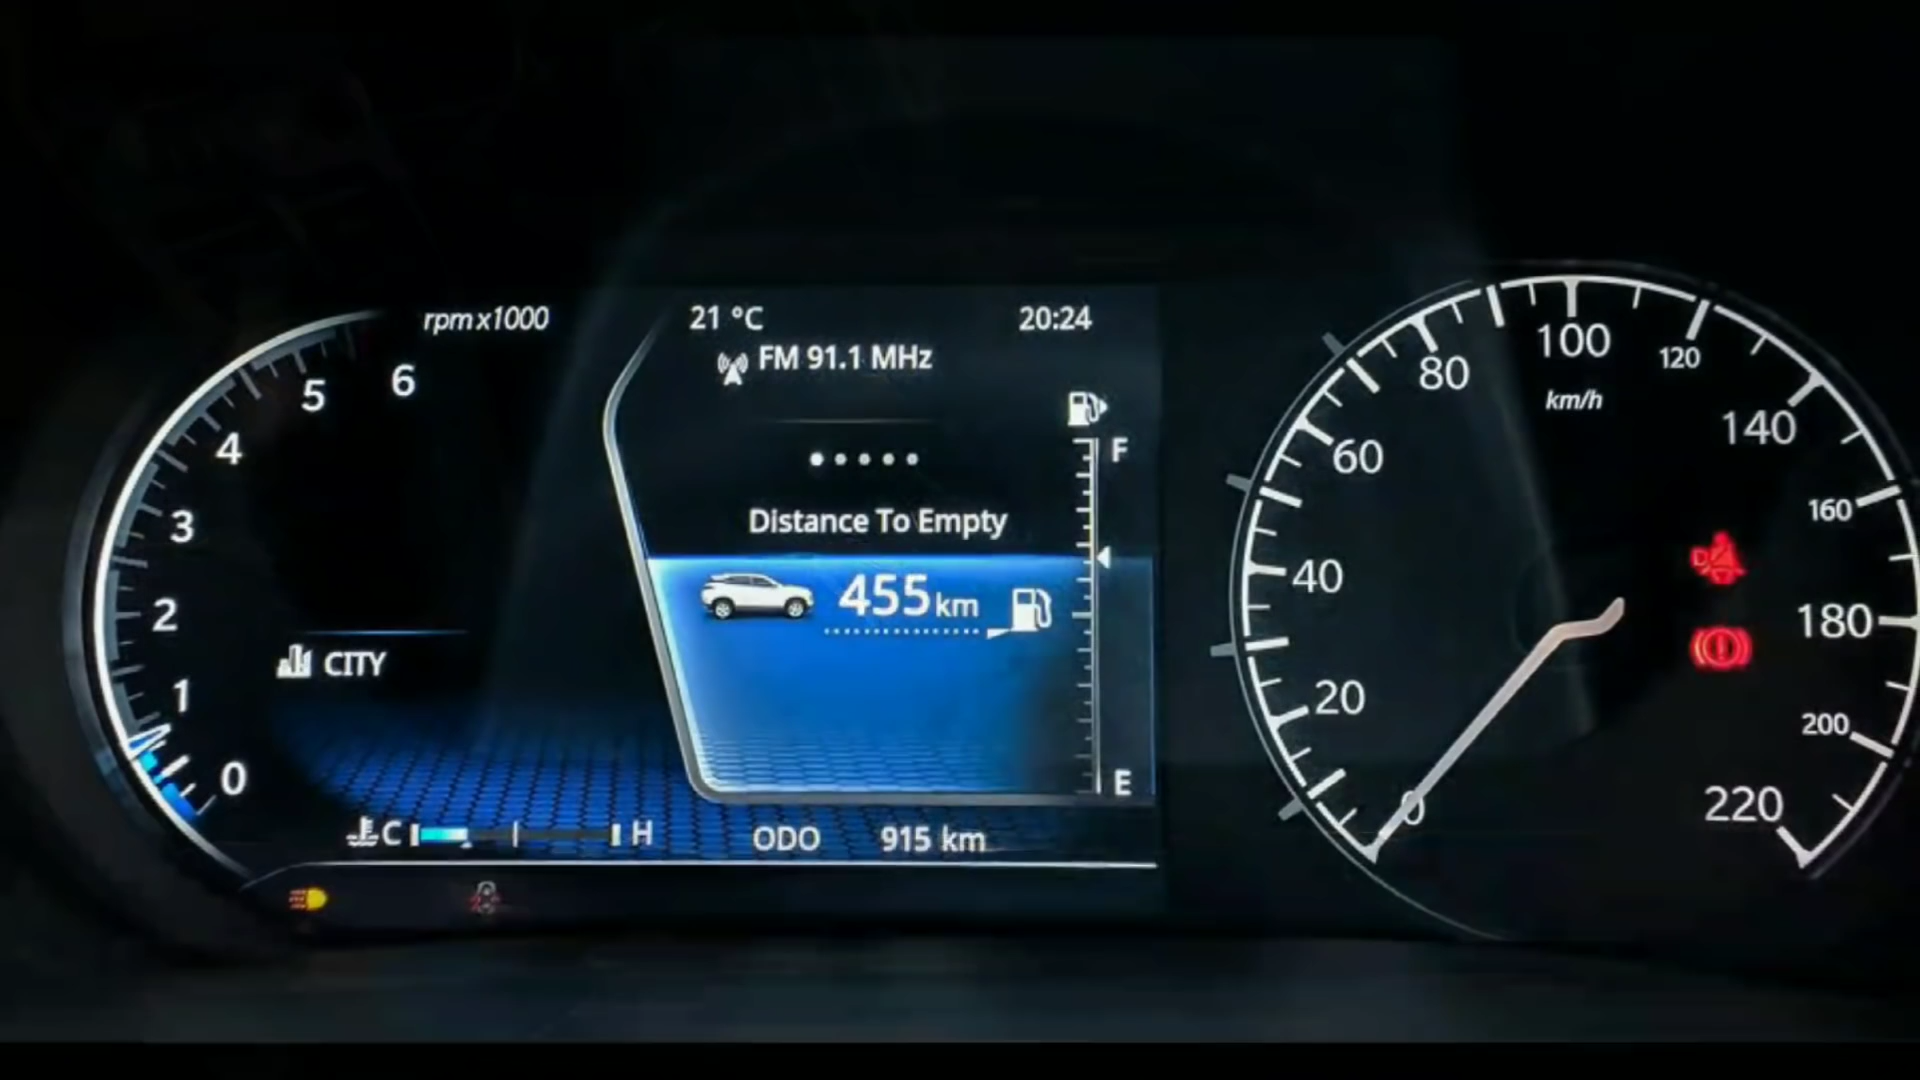 rpm x1000
0
1
2
3
4
5
6
CITY
C H
21 °C 20:24
FM 91.1 MHz
F
Distance To Empty
455 km
E
ODO 915 km
0
20
40
60
80
100
120
140
160
180
200
220
km/h